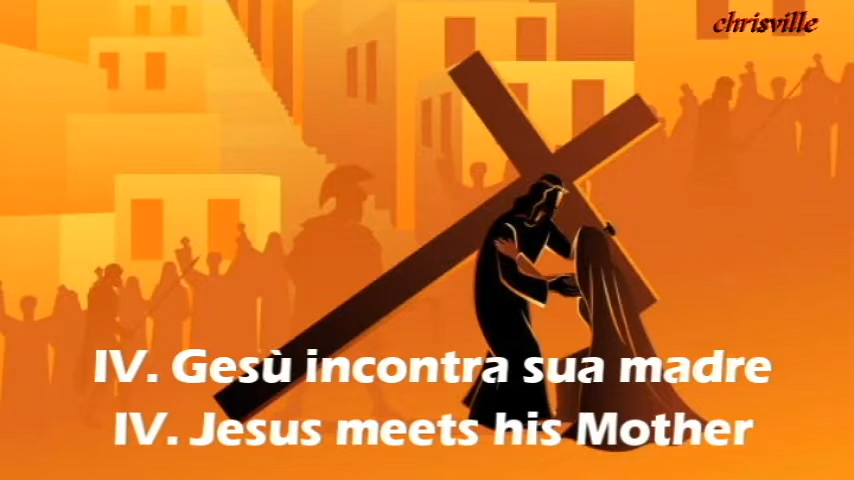 chrisville
IV. Gesù incontra sua madre
IV. Jesus meets his Mother